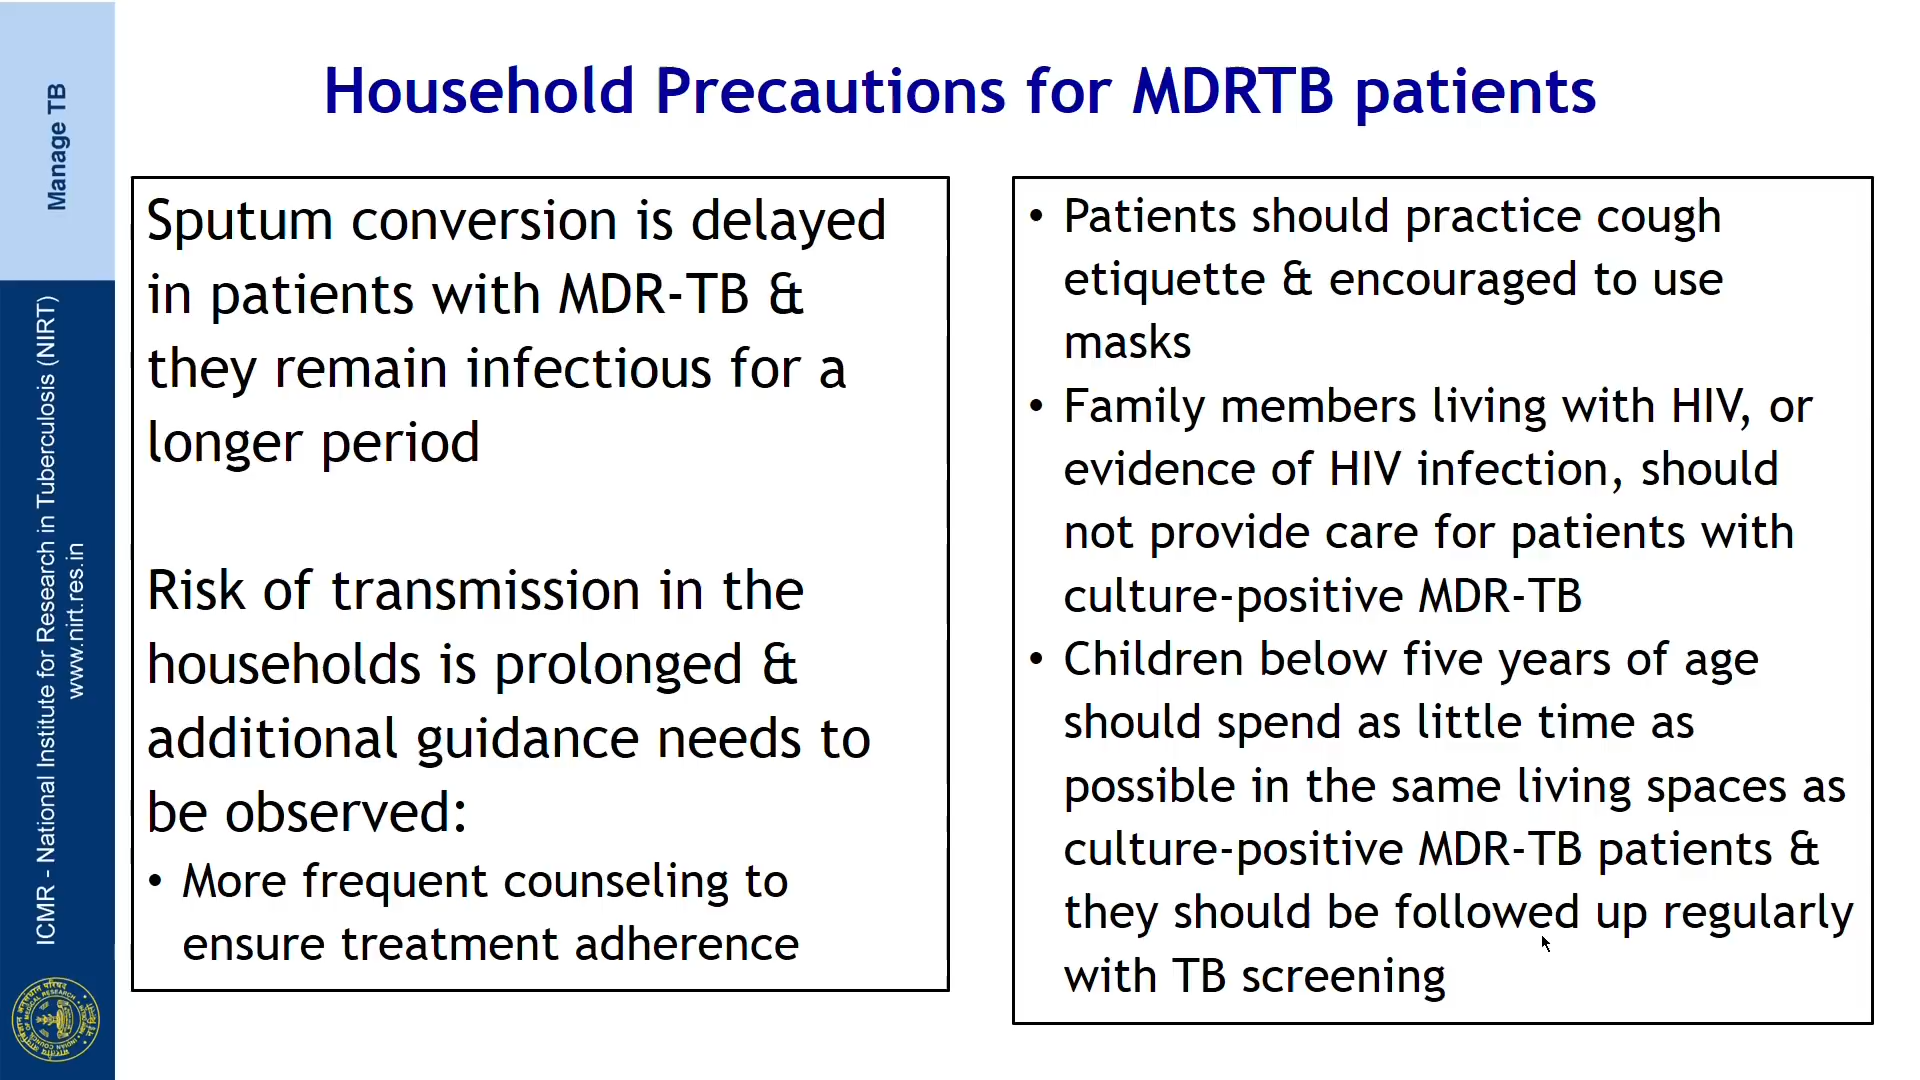 Manage TB
ICMR - National Institute for Research in Tuberculosis (NIRT)
www.nirt.res.in
Household Precautions for MDRTB patients
Sputum conversion is delayed
in patients with MDR-TB &
they remain infectious for a
longer period
Risk of transmission in the
households is prolonged &
additional guidance needs to
be observed:
• More frequent counseling to
ensure treatment adherence
• Patients should practice cough
etiquette & encouraged to use
masks
• Family members living with HIV, or
evidence of HIV infection, should
not provide care for patients with
culture-positive MDR-TB
• Children below five years of age
should spend as little time as
possible in the same living spaces as
culture-positive MDR-TB patients &
they should be followed up regularly
with TB screening